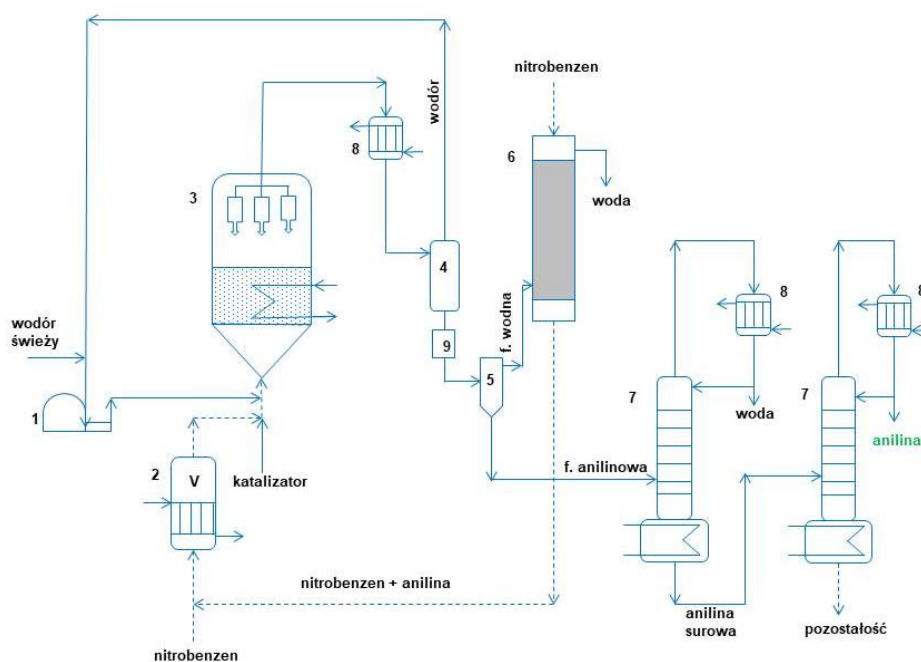 nitrobenzen
wodór
8
6
3
woda
4
f. wodna
8
8
wodór
świeży
9
5
7
7
1
woda
anilina
f. anilinowa
2
V
katalizator
nitrobenzen + anilina
anilina
surowa
pozostałość
nitrobenzen